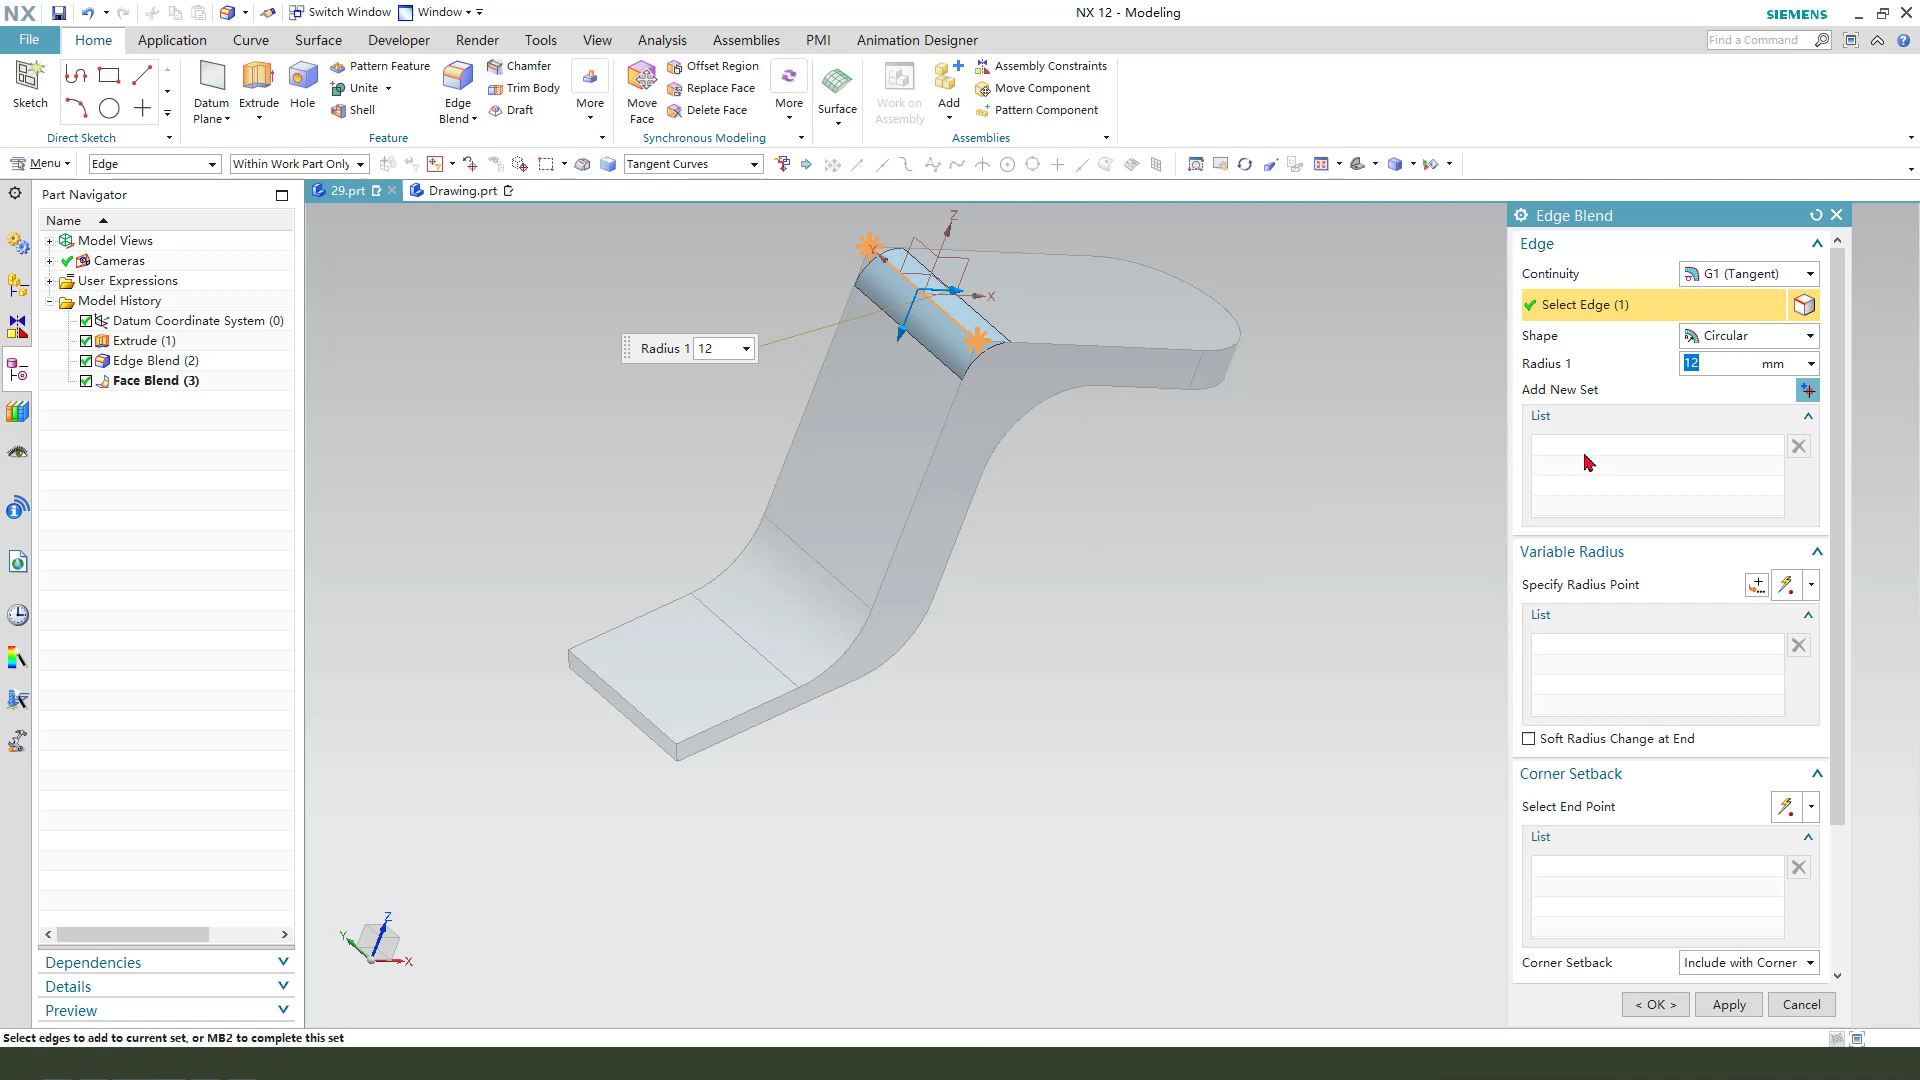 NX
Switch Window
Window
NX 12 - Modeling
SIEMENS
File
Home
Application
Curve
Surface
Developer
Render
Tools
View
Analysis
Assemblies
PMI
Animation Designer
Find a Command
Sketch
Direct Sketch
Datum Plane
Extrude
Hole
Pattern Feature
Unite
Shell
Edge Blend
Chamfer
Trim Body
Draft
More
Feature
Move Face
Offset Region
Replace Face
Delete Face
More
Synchronous Modeling
Surface
Work on Assembly
Add
Assembly Constraints
Move Component
Pattern Component
Assemblies
Menu
Edge
Within Work Part Only
Tangent Curves
Part Navigator
29.prt
Drawing.prt
Name
Model Views
Cameras
User Expressions
Model History
Datum Coordinate System (0)
Extrude (1)
Edge Blend (2)
Face Blend (3)
Dependencies
Details
Preview
Z
X
Radius 1 12
Z
Y
X
Edge Blend
Edge
Continuity G1 (Tangent)
Select Edge (1)
Shape Circular
Radius 1 12 mm
Add New Set
List
Variable Radius
Specify Radius Point
List
Soft Radius Change at End
Corner Setback
Select End Point
List
Corner Setback Include with Corner
< OK > Apply Cancel
Select edges to add to current set, or MB2 to complete this set